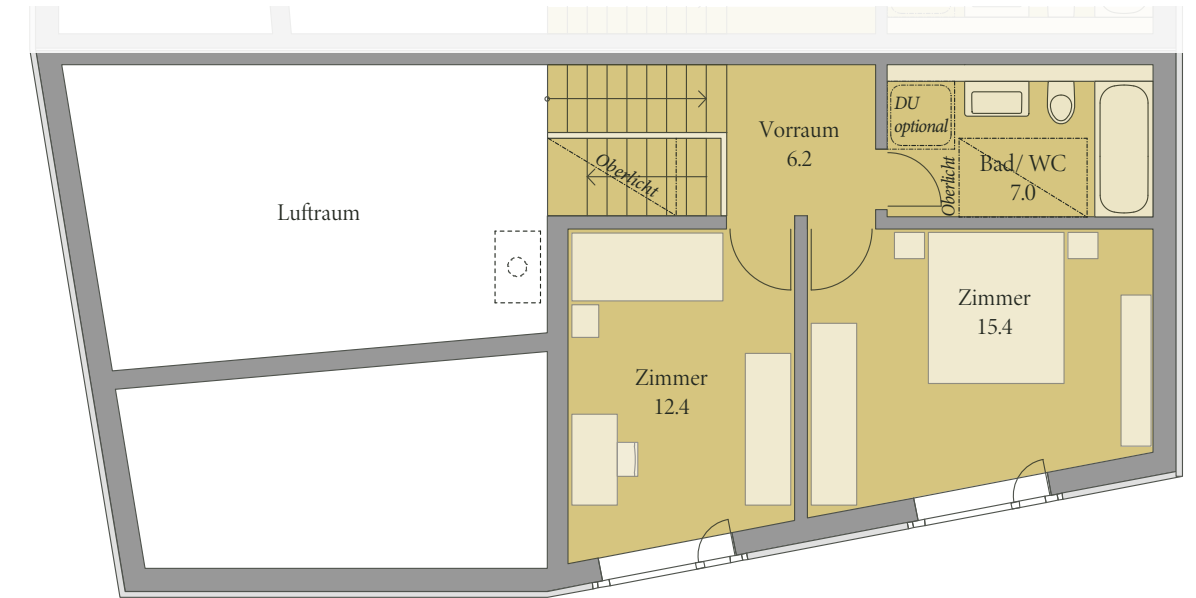 DU
optional
Vorraum
6.2
Oberlicht
Oberlicht
Bad/ WC
7.0
Luftraum
Zimmer
15.4
Zimmer
12.4